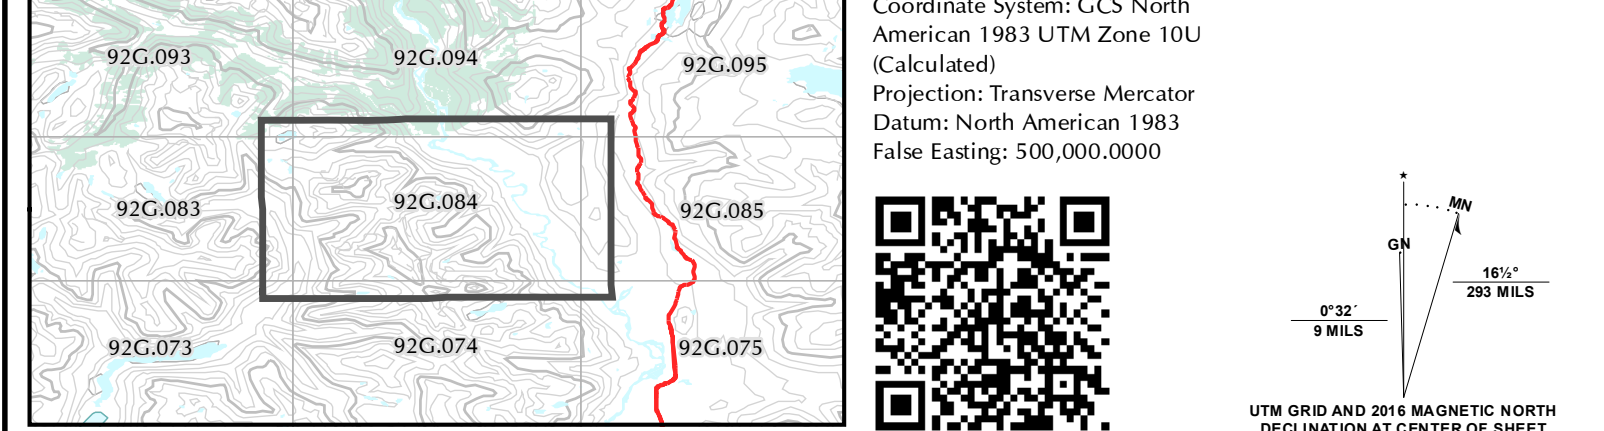 92G.093
92G.094
92G.095
92G.083
92G.084
92G.085
92G.073
92G.074
92G.075
Coordinate System: GCS North
American 1983 UTM Zone 10U
(Calculated)
Projection: Transverse Mercator
Datum: North American 1983
False Easting: 500,000.0000
MN
GN
16½°
293 MILS
0°32´
9 MILS
UTM GRID AND 2016 MAGNETIC NORTH
DECLINATION AT CENTER OF SHEET